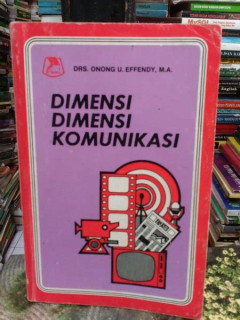 DRS. ONONG U. EFFENDY, M.A.
DIMENSI
DIMENSI
KOMUNIKASI